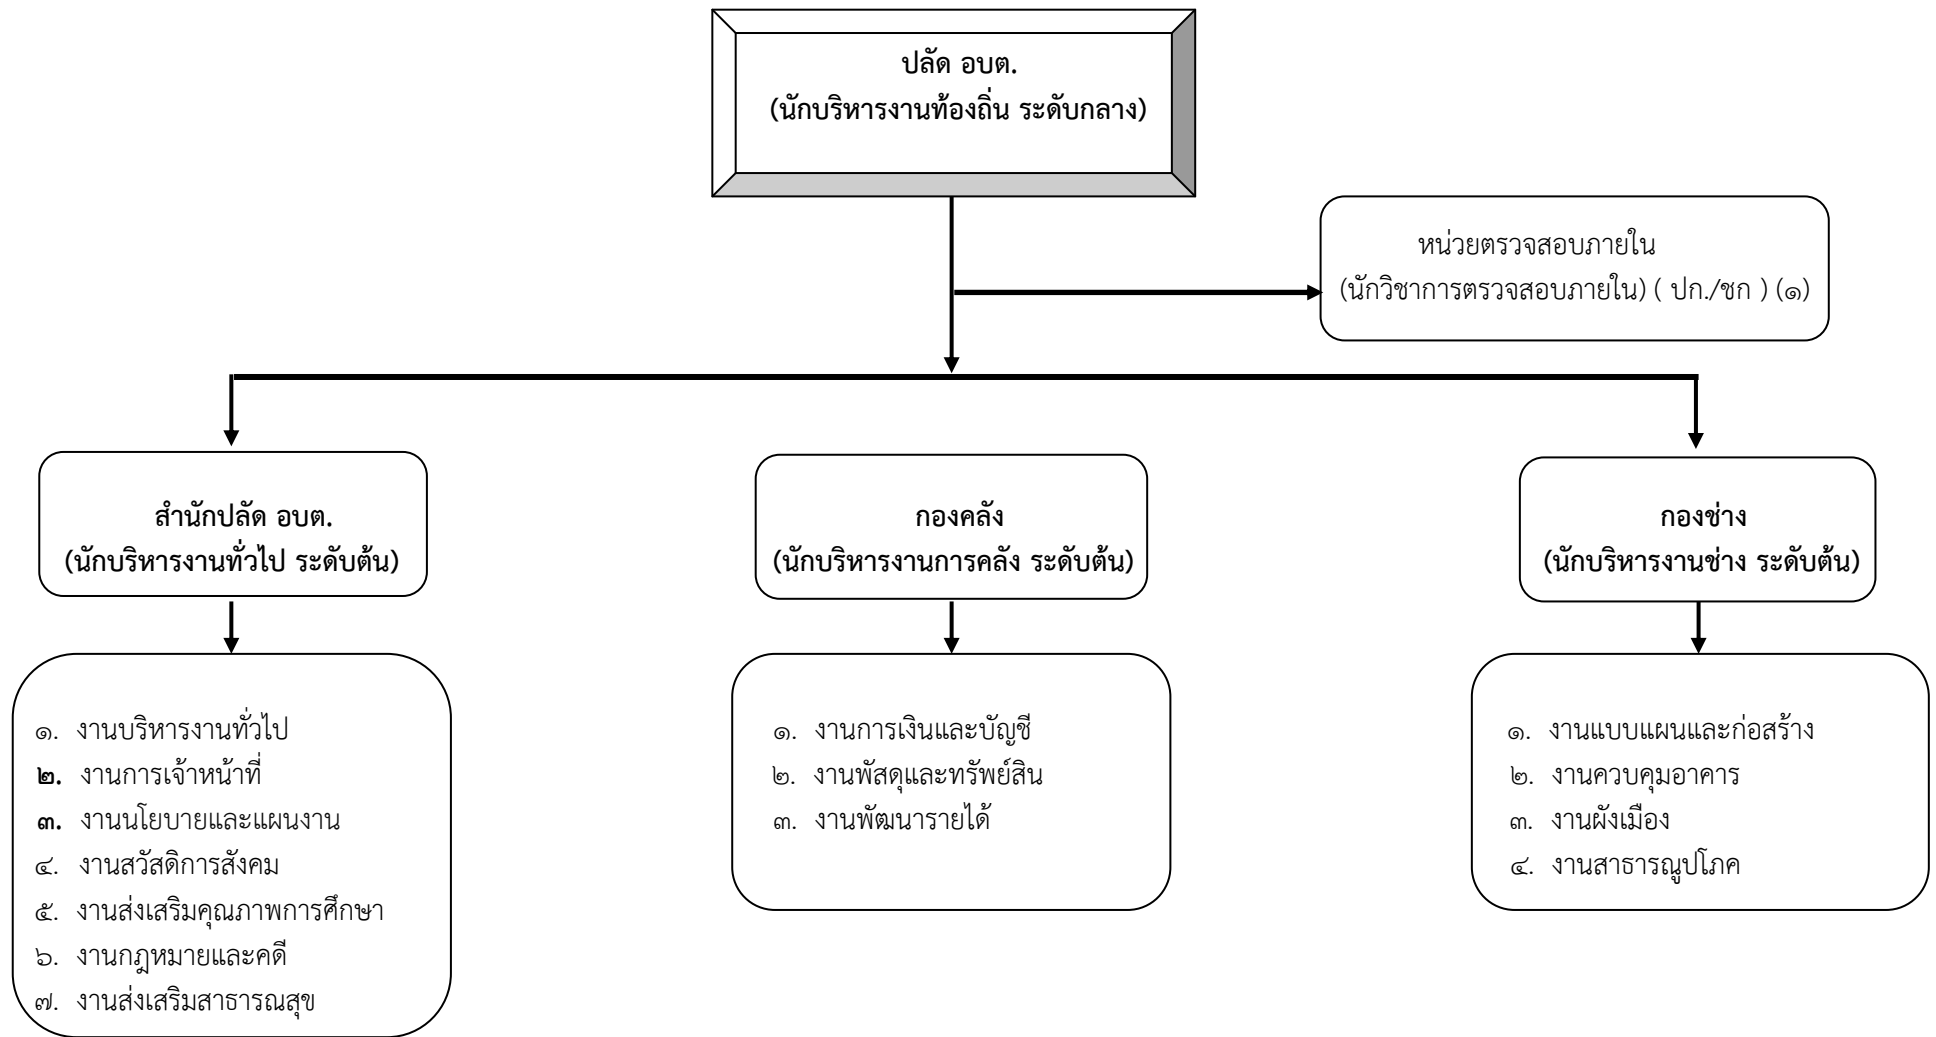 ปลัด อบต.
(นักบริหารงานท้องถิ่น ระดับกลาง)
หน่วยตรวจสอบภายใน
(นักวิชาการตรวจสอบภายใน) ( ปก./ชก ) (๑)
สำนักปลัด อบต.
(นักบริหารงานทั่วไป ระดับต้น)
กองคลัง
(นักบริหารงานการคลัง ระดับต้น)
กองช่าง
(นักบริหารงานช่าง ระดับต้น)
๑. งานบริหารงานทั่วไป
๒. งานการเจ้าหน้าที่
๓. งานนโยบายและแผนงาน
๔. งานสวัสดิการสังคม
๕. งานส่งเสริมคุณภาพการศึกษา
๖. งานกฎหมายและคดี
๗. งานส่งเสริมสาธารณสุข
๑. งานการเงินและบัญชี
๒. งานพัสดุและทรัพย์สิน
๓. งานพัฒนารายได้
๑. งานแบบแผนและก่อสร้าง
๒. งานควบคุมอาคาร
๓. งานผังเมือง
๔. งานสาธารณูปโภค